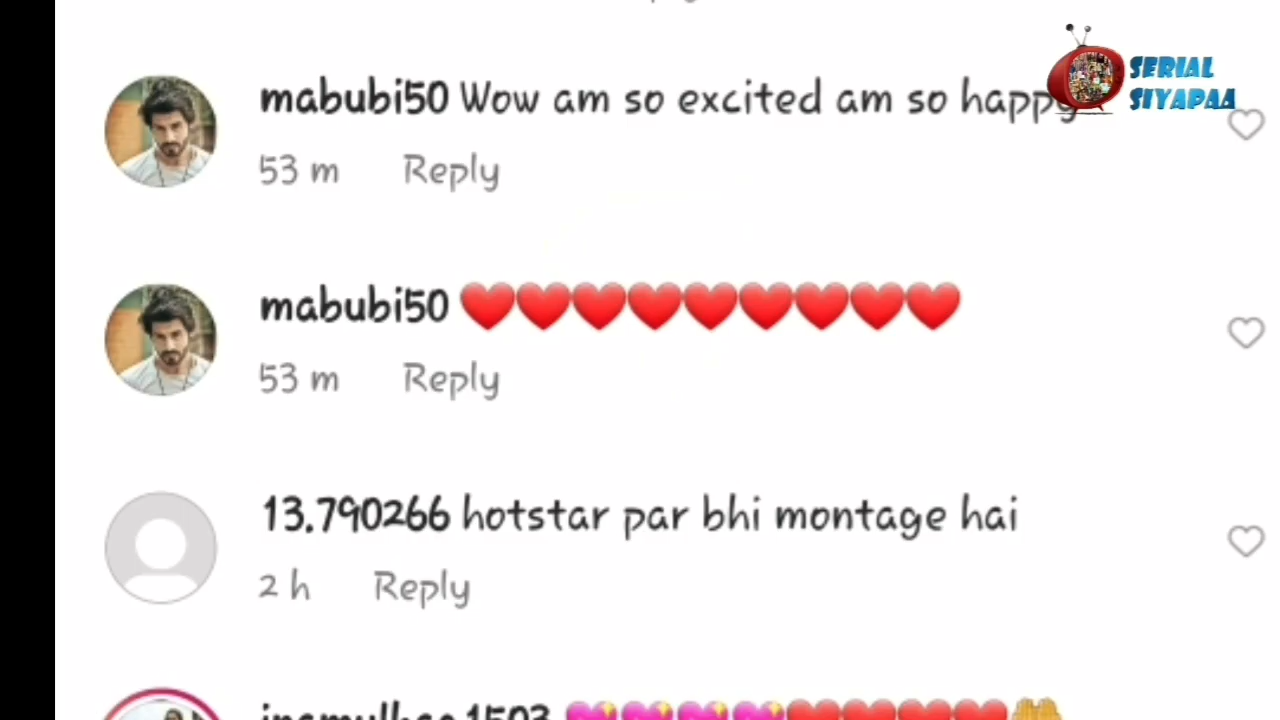 mabubi50 Wow am so excited am so happy
53 m Reply
SERIAL
SIYAPAA
mabubi50 ❤️❤️❤️❤️❤️❤️❤️❤️❤️
53 m Reply
13.790266 hotstar par bhi montage hai
2 h Reply